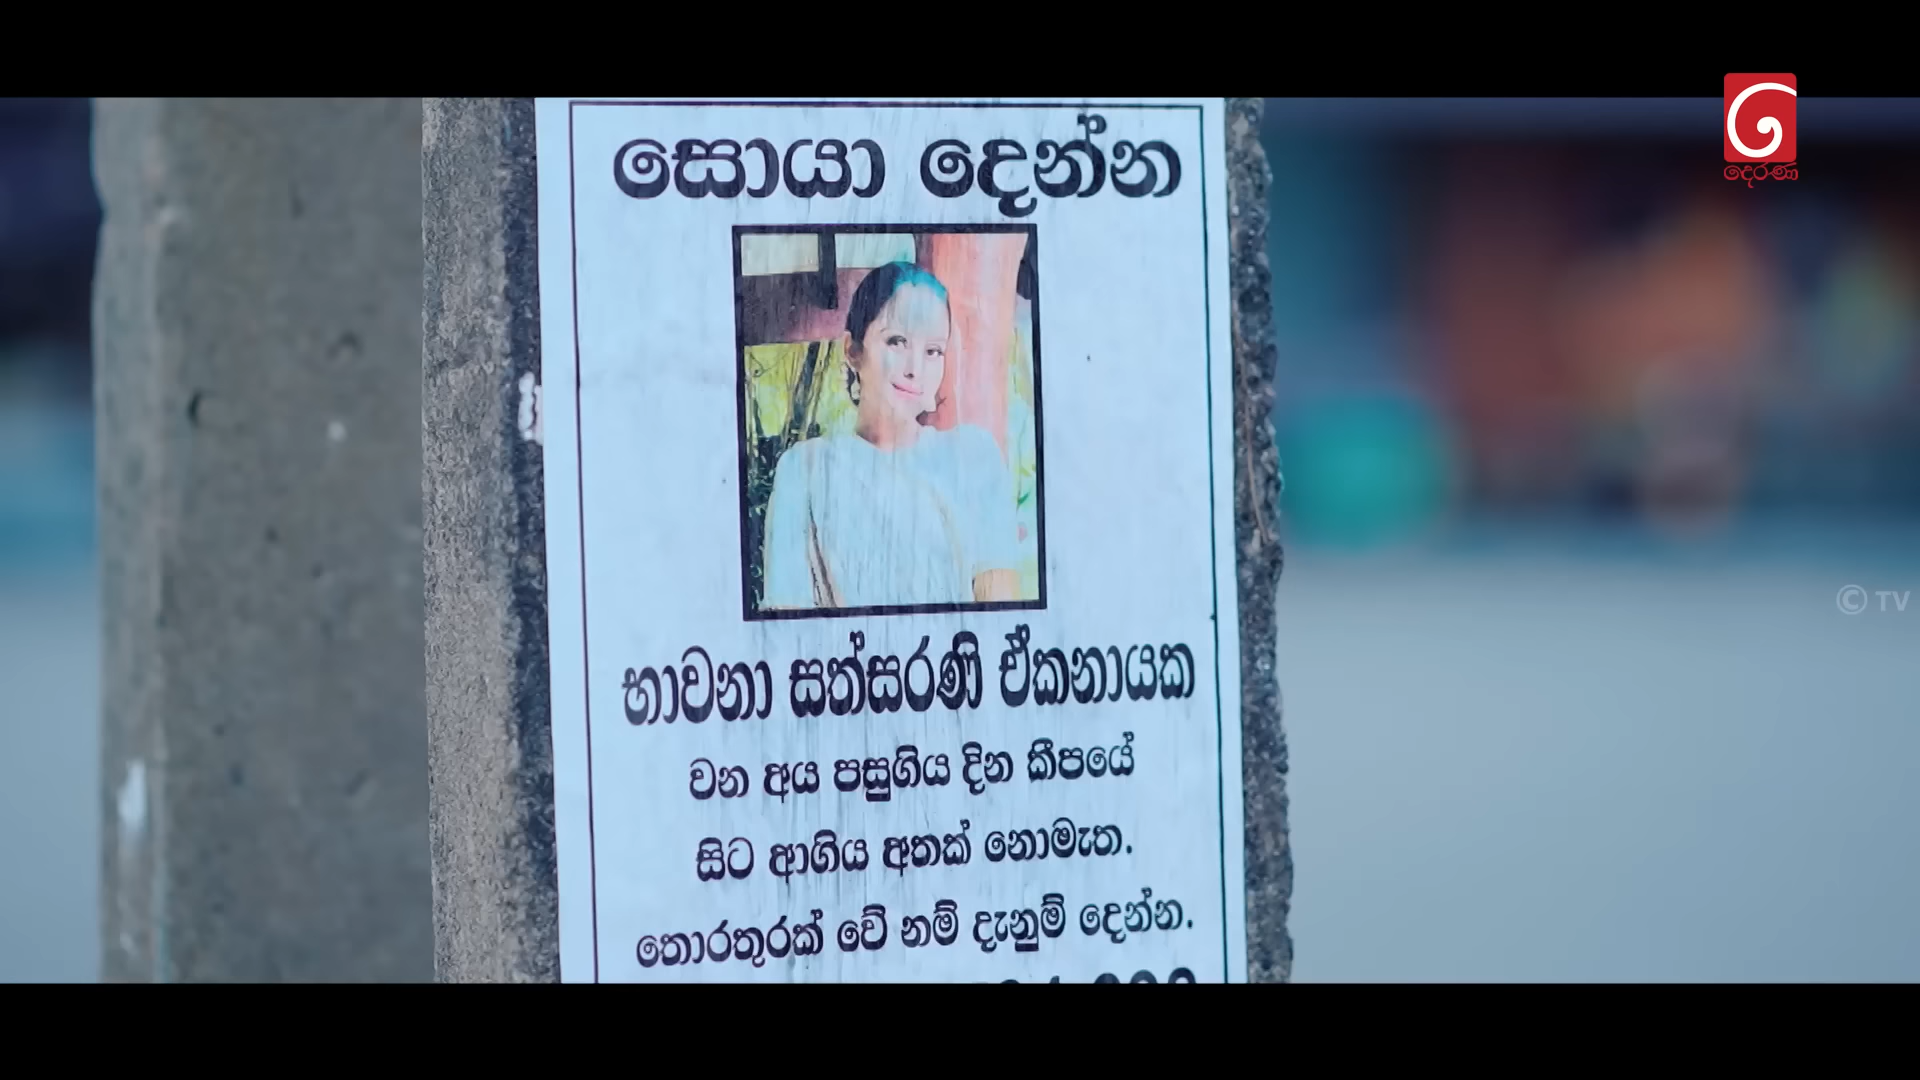 සොයා දෙන්න
භාවනා සත්සරණි ඒකනායක
වන අය පසුගිය දින කීපයේ
සිට ආගිය අතක් නොමැත.
තොරතුරක් වේ නම් දැනුම් දෙන්න.
දෙරණ
© TV